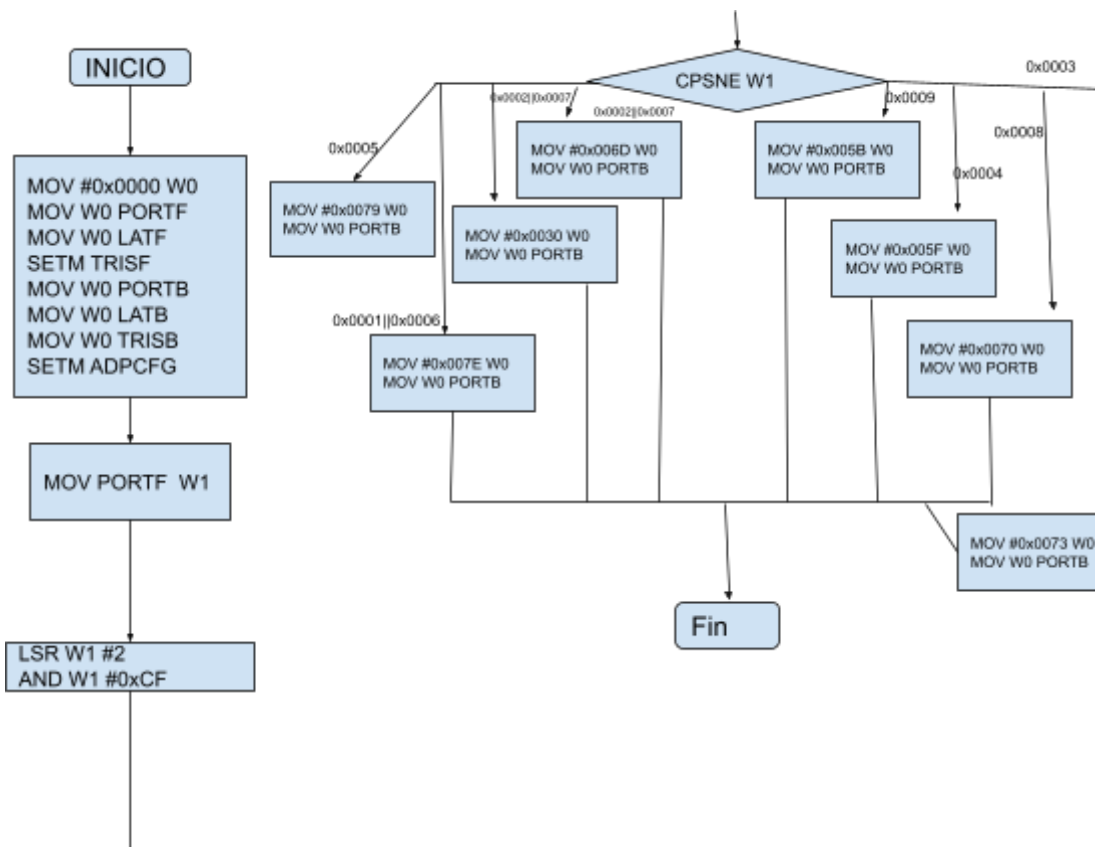 INICIO
MOV #0x0000 W0
MOV W0 PORTF
MOV W0 LATF
SETM TRISF
MOV W0 PORTB
MOV W0 LATB
MOV W0 TRISB
SETM ADPCFG
MOV PORTF W1
LSR W1 #2
AND W1 #0xCF
CPSNE W1
0x0003
0x0002||0x0007
0x0009
0x0002||0x0007
0x0008
0x0005
MOV #0x006D W0
MOV W0 PORTB
MOV #0x005B W0
MOV W0 PORTB
0x0004
MOV #0x0079 W0
MOV W0 PORTB
MOV #0x0030 W0
MOV W0 PORTB
MOV #0x005F W0
MOV W0 PORTB
0x0001||0x0006
MOV #0x007E W0
MOV W0 PORTB
MOV #0x0070 W0
MOV W0 PORTB
MOV #0x0073 W0
MOV W0 PORTB
Fin